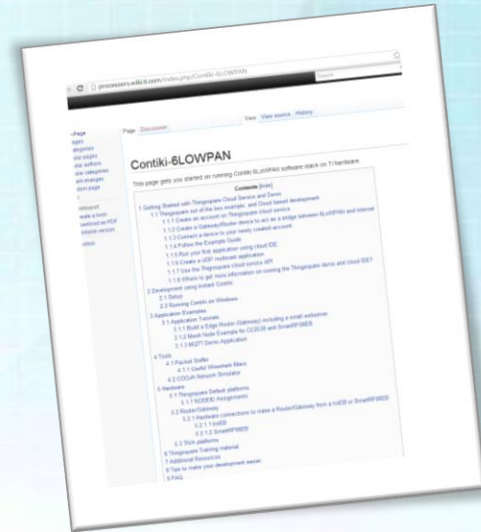 processors.wiki.ti.com/index.php/Contiki-6LOWPAN
Search
Page Discussion View View source History
Contiki-6LOWPAN
This page gets you started on running Contiki 6LoWPAN software stack on TI hardware.
Contents [hide]
1 Getting Started with Thingsquare Cloud Service and Demo
1.1 Thingsquare out of the box example, and Cloud based development
1.1.1 Create an account on Thingsquare cloud service
1.1.2 Create a Gateway/Router device to act as a bridge between 6LoWPAN and Internet
1.1.3 Connect a device to your newly created account
1.1.4 Follow the Example Guide
1.1.5 Run your first application using cloud IDE
1.1.6 Create a UDP multicast application
1.1.7 Use the Thingsquare cloud service API
1.1.8 Where to get more information on running the Thingsquare demo and cloud IDE?
2 Development using Instant Contiki
2.1 Setup
2.2 Running Contiki on Windows
3 Application Examples
3.1 Application Tutorials
3.1.1 Build a Edge Router (Gateway) including a small webserver
3.1.2 Mesh Node Example for CC2538 and SmartRF06EB
3.1.3 MQTT Demo Application
4 Tools
4.1 Packet Sniffer
4.1.1 Useful Wireshark filters
4.2 COOJA Network Simulator
5 Hardware
5.1 Thingsquare Default platforms
5.1.1 NODEID Assignments
5.2 Router/Gateway
5.2.1 Hardware connections to make a Router/Gateway from a IoTEB or SmartRF06EB
5.2.1.1 IoTEB
5.2.1.2 SmartRF06EB
5.3 TIVA platforms
6 Thingsquare Training material
7 Additional Resources
8 Tips to make your development server
9 FAQ